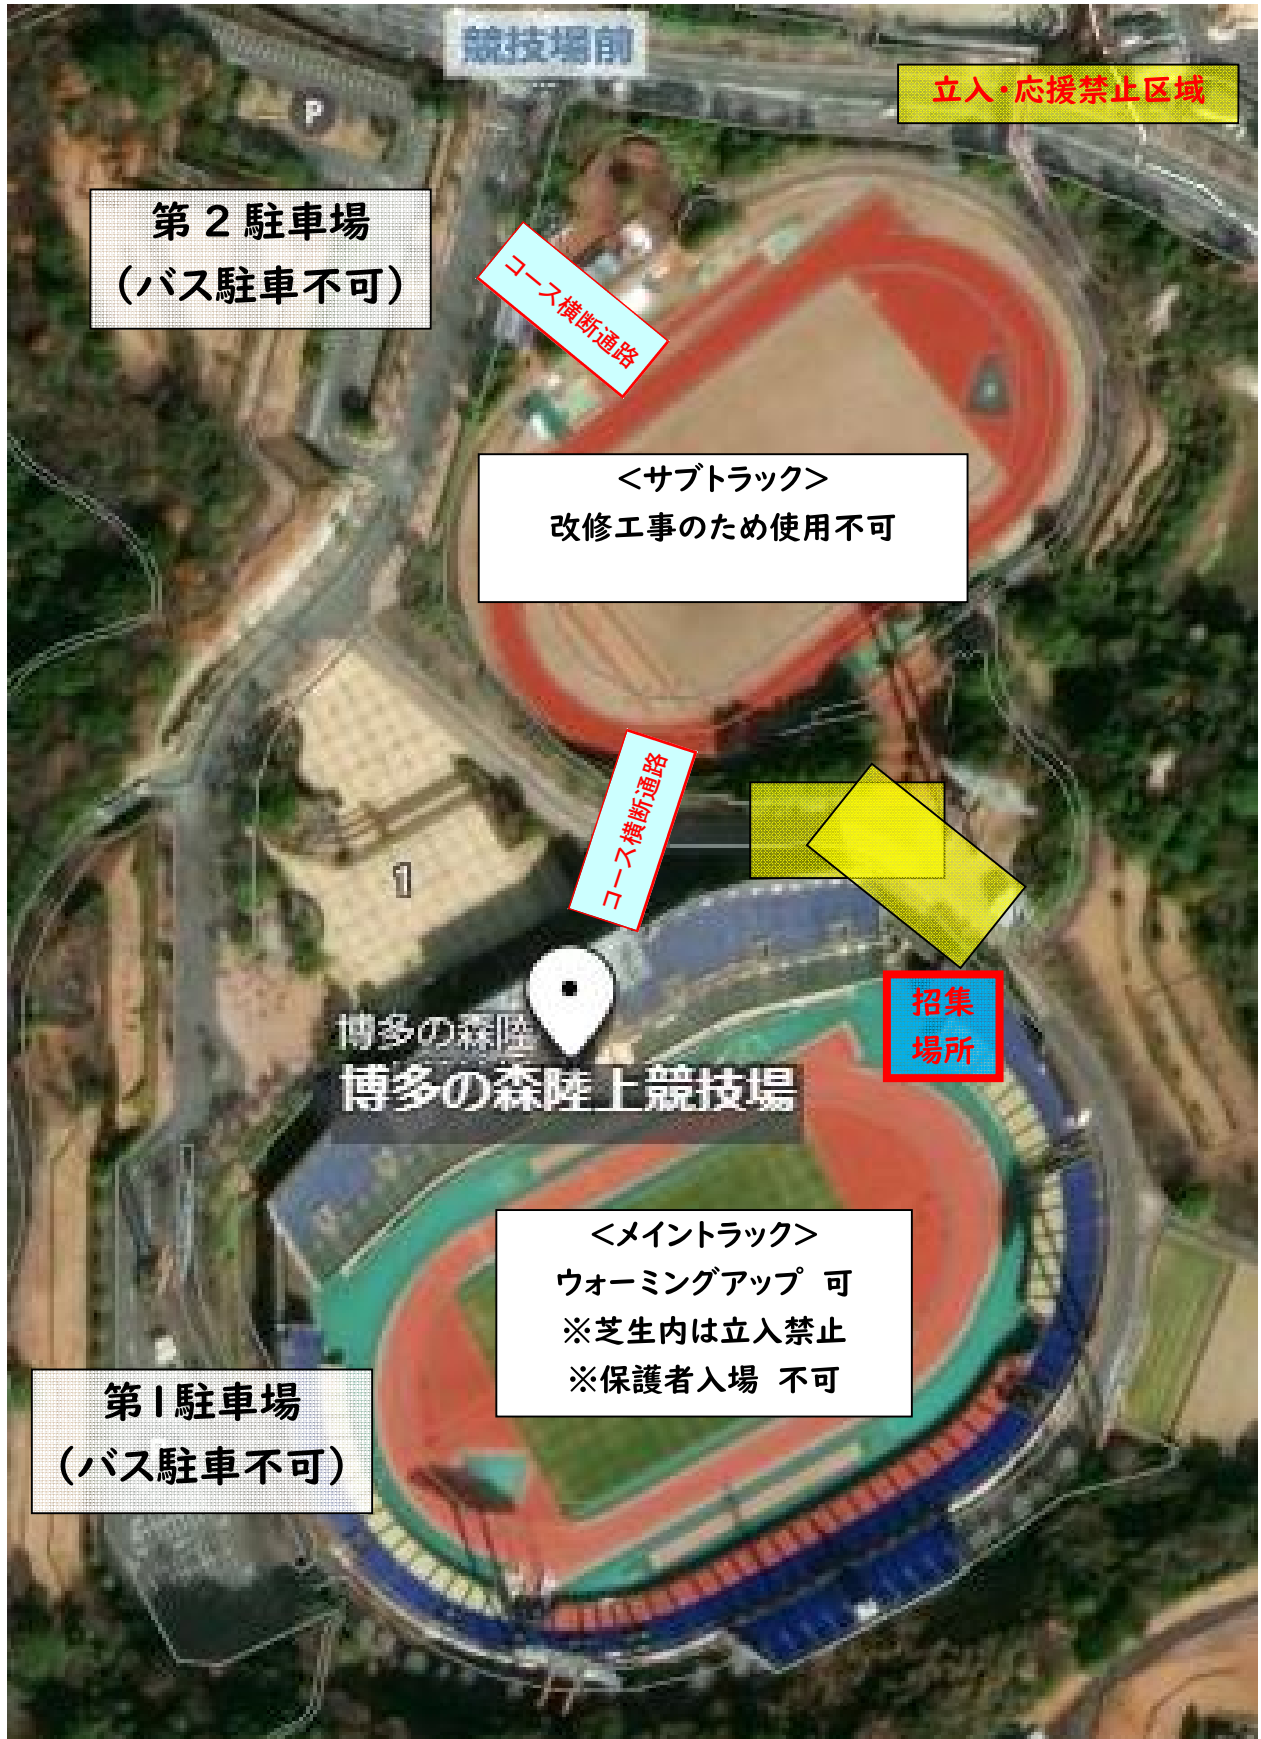 競技場前
立入・応援禁止区域
P
第2駐車場
（バス駐車不可）
コース横断通路
＜サブトラック＞
改修工事のため使用不可
コース横断通路
1
招集
場所
博多の森陸
博多の森陸上競技場
＜メイントラック＞
ウォーミングアップ 可
※芝生内は立入禁止
※保護者入場 不可
第1駐車場
（バス駐車不可）